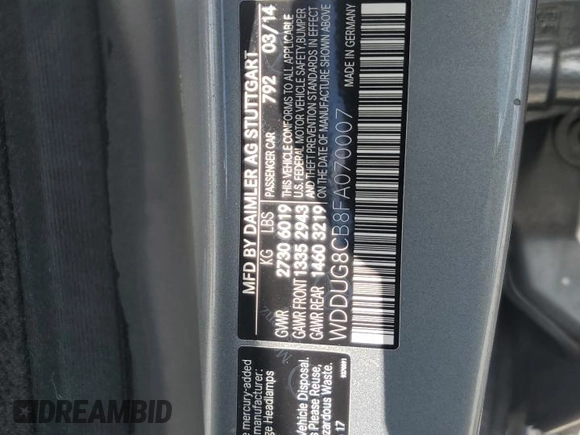 MFD BY DAIMLER AG STUTTGART
PASSENGER CAR 792 03/14
KG LBS
GVWR 2730 6019
GAWR FRONT 1335 2943
GAWR REAR 1460 3219
THIS VEHICLE CONFORMS TO ALL APPLICABLE
U.S. FEDERAL MOTOR VEHICLE SAFETY, BUMPER
AND THEFT PREVENTION STANDARDS IN EFFECT
ON THE DATE OF MANUFACTURE SHOWN ABOVE.
WDDUG8CB8FA070007
MADE IN GERMANY
e mercury-added
manufacturer:
ge Headlamps
Vehicle Disposal.
s Please Reuse,
azardous Waste.
17
DREAMBID